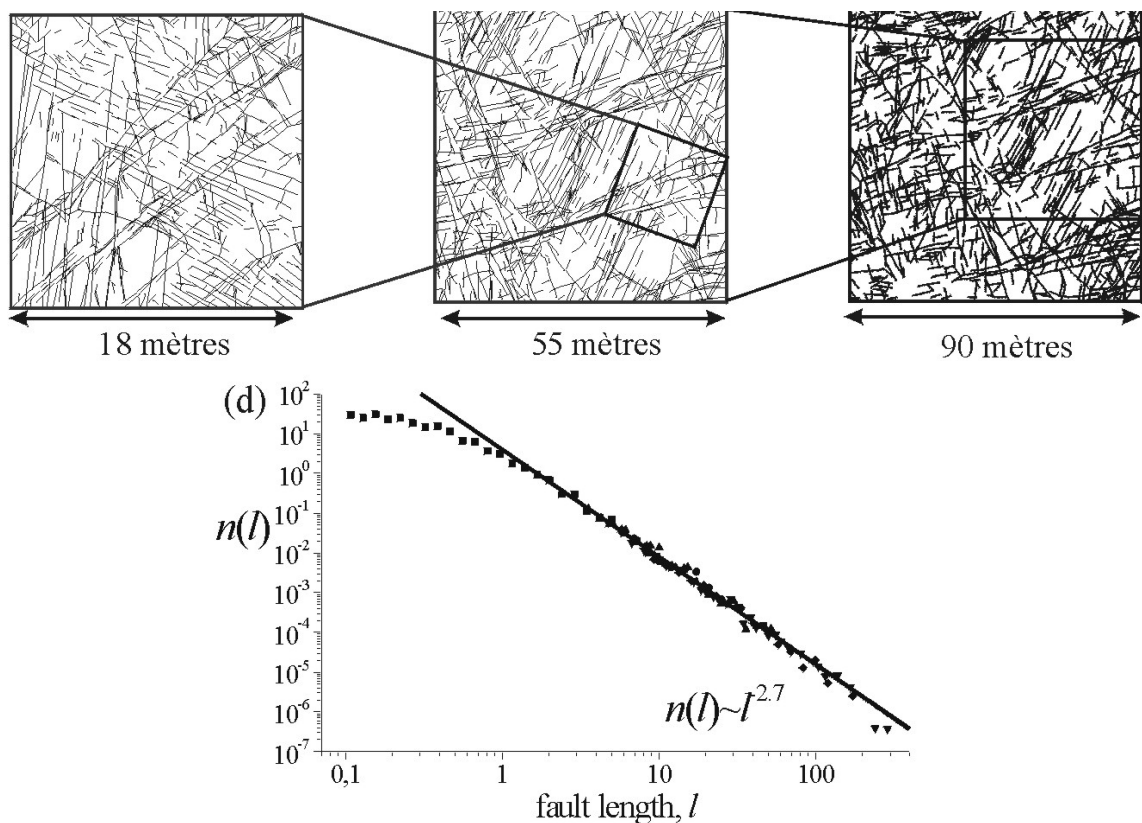 18 mètres
55 mètres
90 mètres
(d)
10²
10¹
10⁰
10⁻¹
10⁻²
10⁻³
10⁻⁴
10⁻⁵
10⁻⁶
10⁻⁷
n(l)
n(l)~l⁻²·⁷
0,1 1 10 100
fault length, l